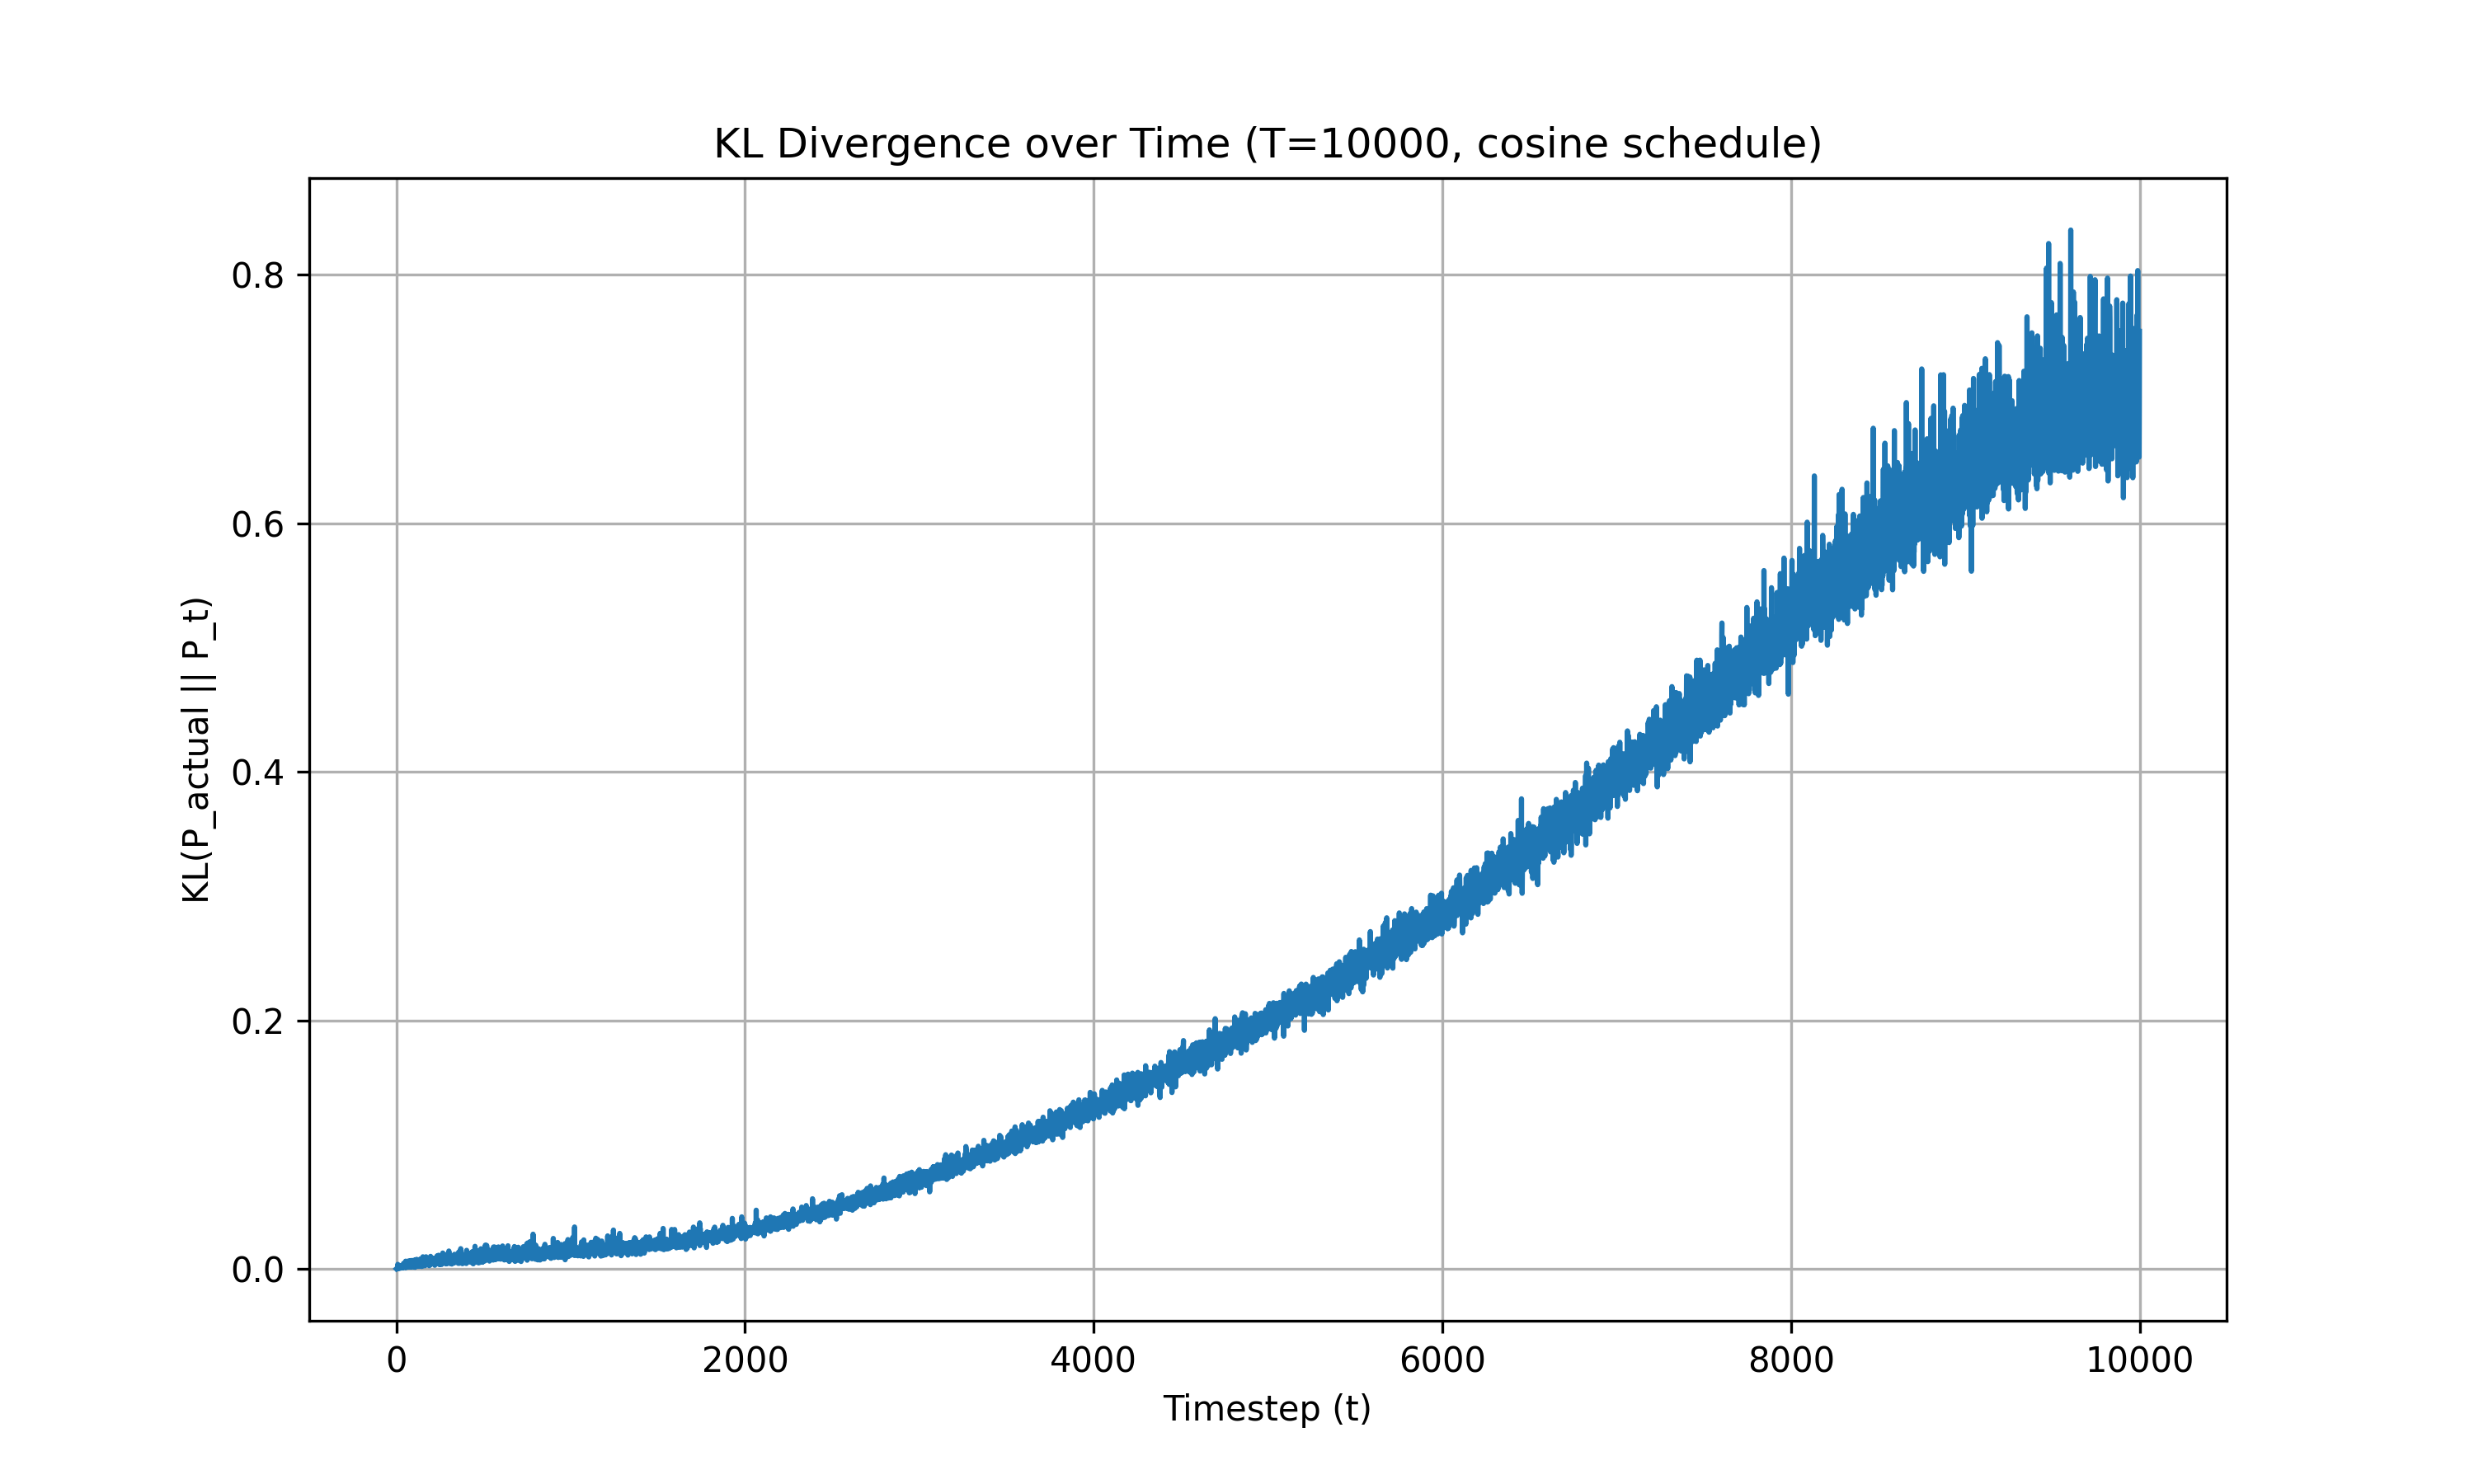 KL Divergence over Time (T=10000, cosine schedule)
KL(P_actual || P_t)
0.8
0.6
0.4
0.2
0.0
0 2000 4000 6000 8000 10000
Timestep (t)